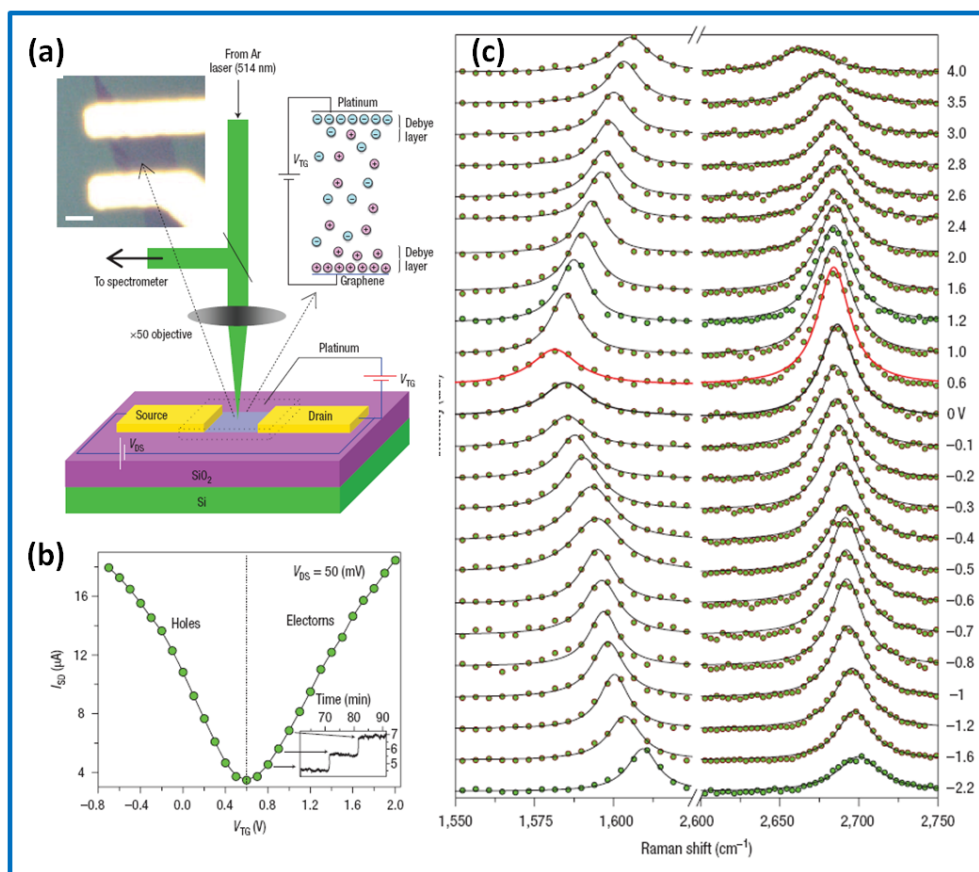 (a)
From Ar
laser (514 nm)
Platinum
Debye
layer
V_TG
Debye
layer
Graphene
To spectrometer
×50 objective
Platinum
V_TG
Source
Drain
V_DS
SiO₂
Si
(b)
V_DS = 50 (mV)
Holes
Electorns
Time (min)
70 80 90
7
6
5
16
12
8
4
I_SD (μA)
−0.8 0.0 0.4 0.8 1.2 1.6 2.0
V_TG (V)
(c)
4.0
3.5
3.0
2.8
2.6
2.4
2.0
1.6
1.2
1.0
0.6
0 V
−0.1
−0.2
−0.3
−0.4
−0.5
−0.6
−0.7
−0.8
−1
−1.2
−1.6
−2.2
1,550 1,575 1,600 2,600 2,650 2,700 2,750
Raman shift (cm⁻¹)